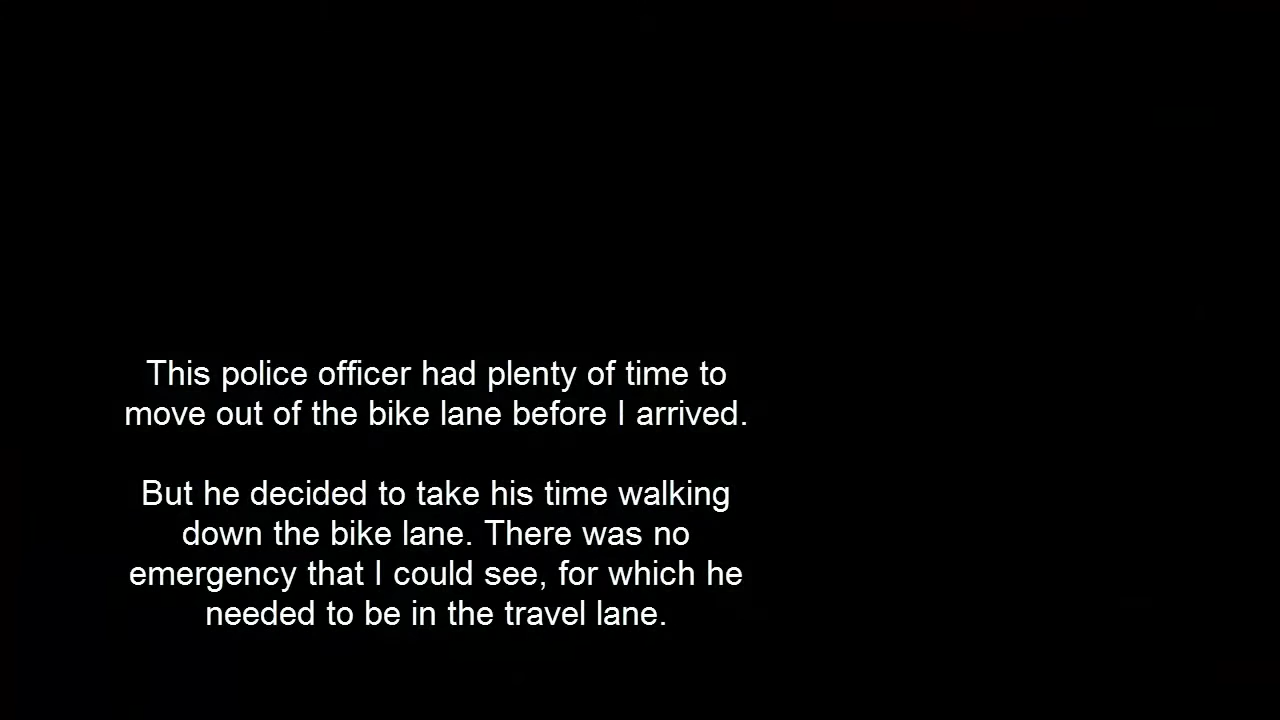 This police officer had plenty of time to
move out of the bike lane before I arrived.
But he decided to take his time walking
down the bike lane. There was no
emergency that I could see, for which he
needed to be in the travel lane.